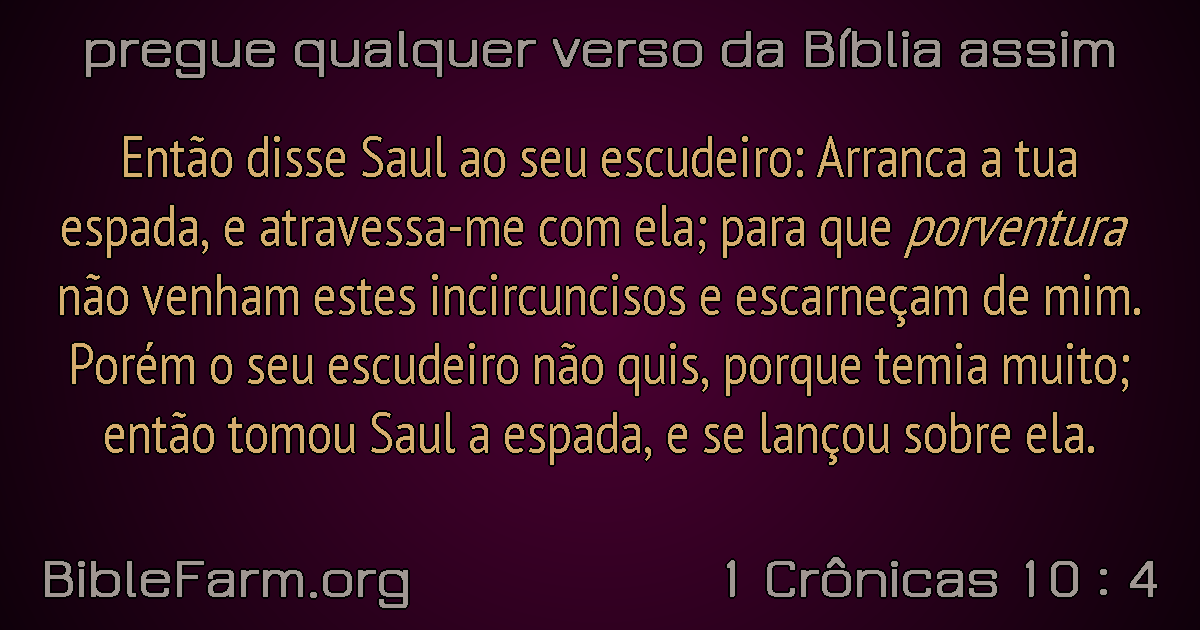 pregue qualquer verso da Bíblia assim
Então disse Saul ao seu escudeiro: Arranca a tua
espada, e atravessa-me com ela; para que porventura
não venham estes incircuncisos e escarneçam de mim.
Porém o seu escudeiro não quis, porque temia muito;
então tomou Saul a espada, e se lançou sobre ela.
BibleFarm.org 1 Crônicas 10 : 4